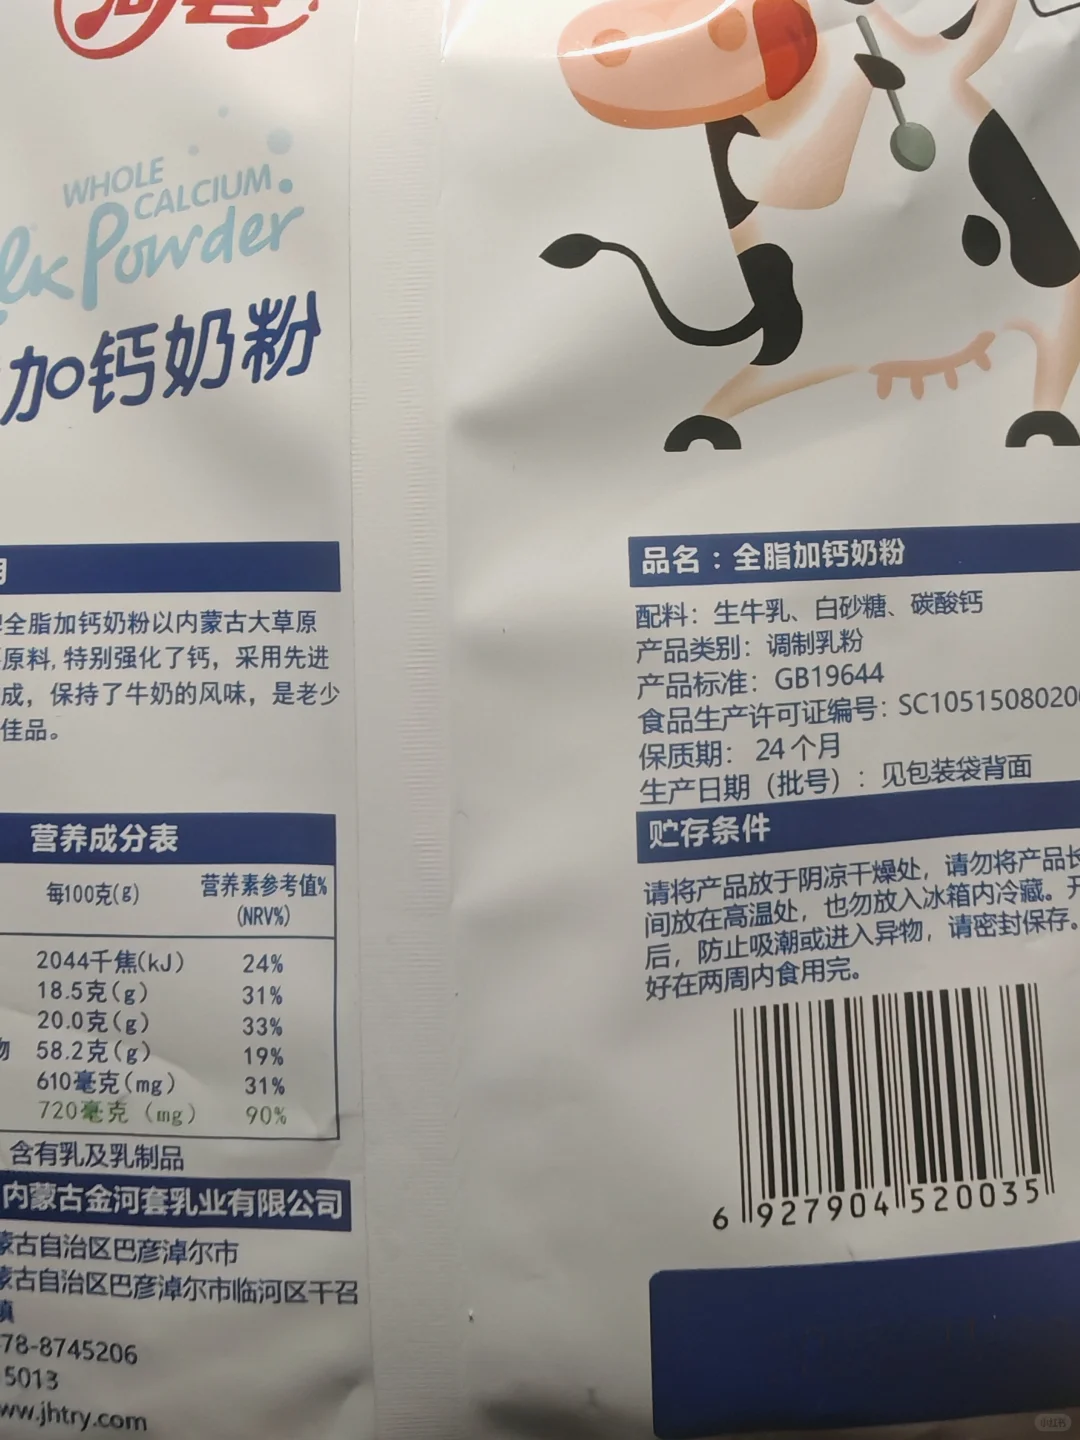 河套
WHOLE
CALCIUM
lk Powder
加钙奶粉
全脂加钙奶粉以内蒙古大草原
原料，特别强化了钙，采用先进
成，保持了牛奶的风味，是老少
佳品。
营养成分表
每100克(g) 营养素参考值%
(NRV%)
2044千焦(kJ) 24%
18.5克(g) 31%
20.0克(g) 33%
物 58.2克(g) 19%
610毫克(mg) 31%
720毫克（mg） 90%
含有乳及乳制品
内蒙古金河套乳业有限公司
蒙古自治区巴彦淖尔市
蒙古自治区巴彦淖尔市临河区干召
镇
78-8745206
5013
ww.jhtry.com
品名：全脂加钙奶粉
配料：生牛乳、白砂糖、碳酸钙
产品类别：调制乳粉
产品标准：GB19644
食品生产许可证编号：SC1051508020
保质期： 24个月
生产日期（批号）：见包装袋背面
贮存条件
请将产品放于阴凉干燥处，请勿将产品长
间放在高温处，也勿放入冰箱内冷藏。开
后，防止吸潮或进入异物，请密封保存。
好在两周内食用完。
6 927904 520035
小红书